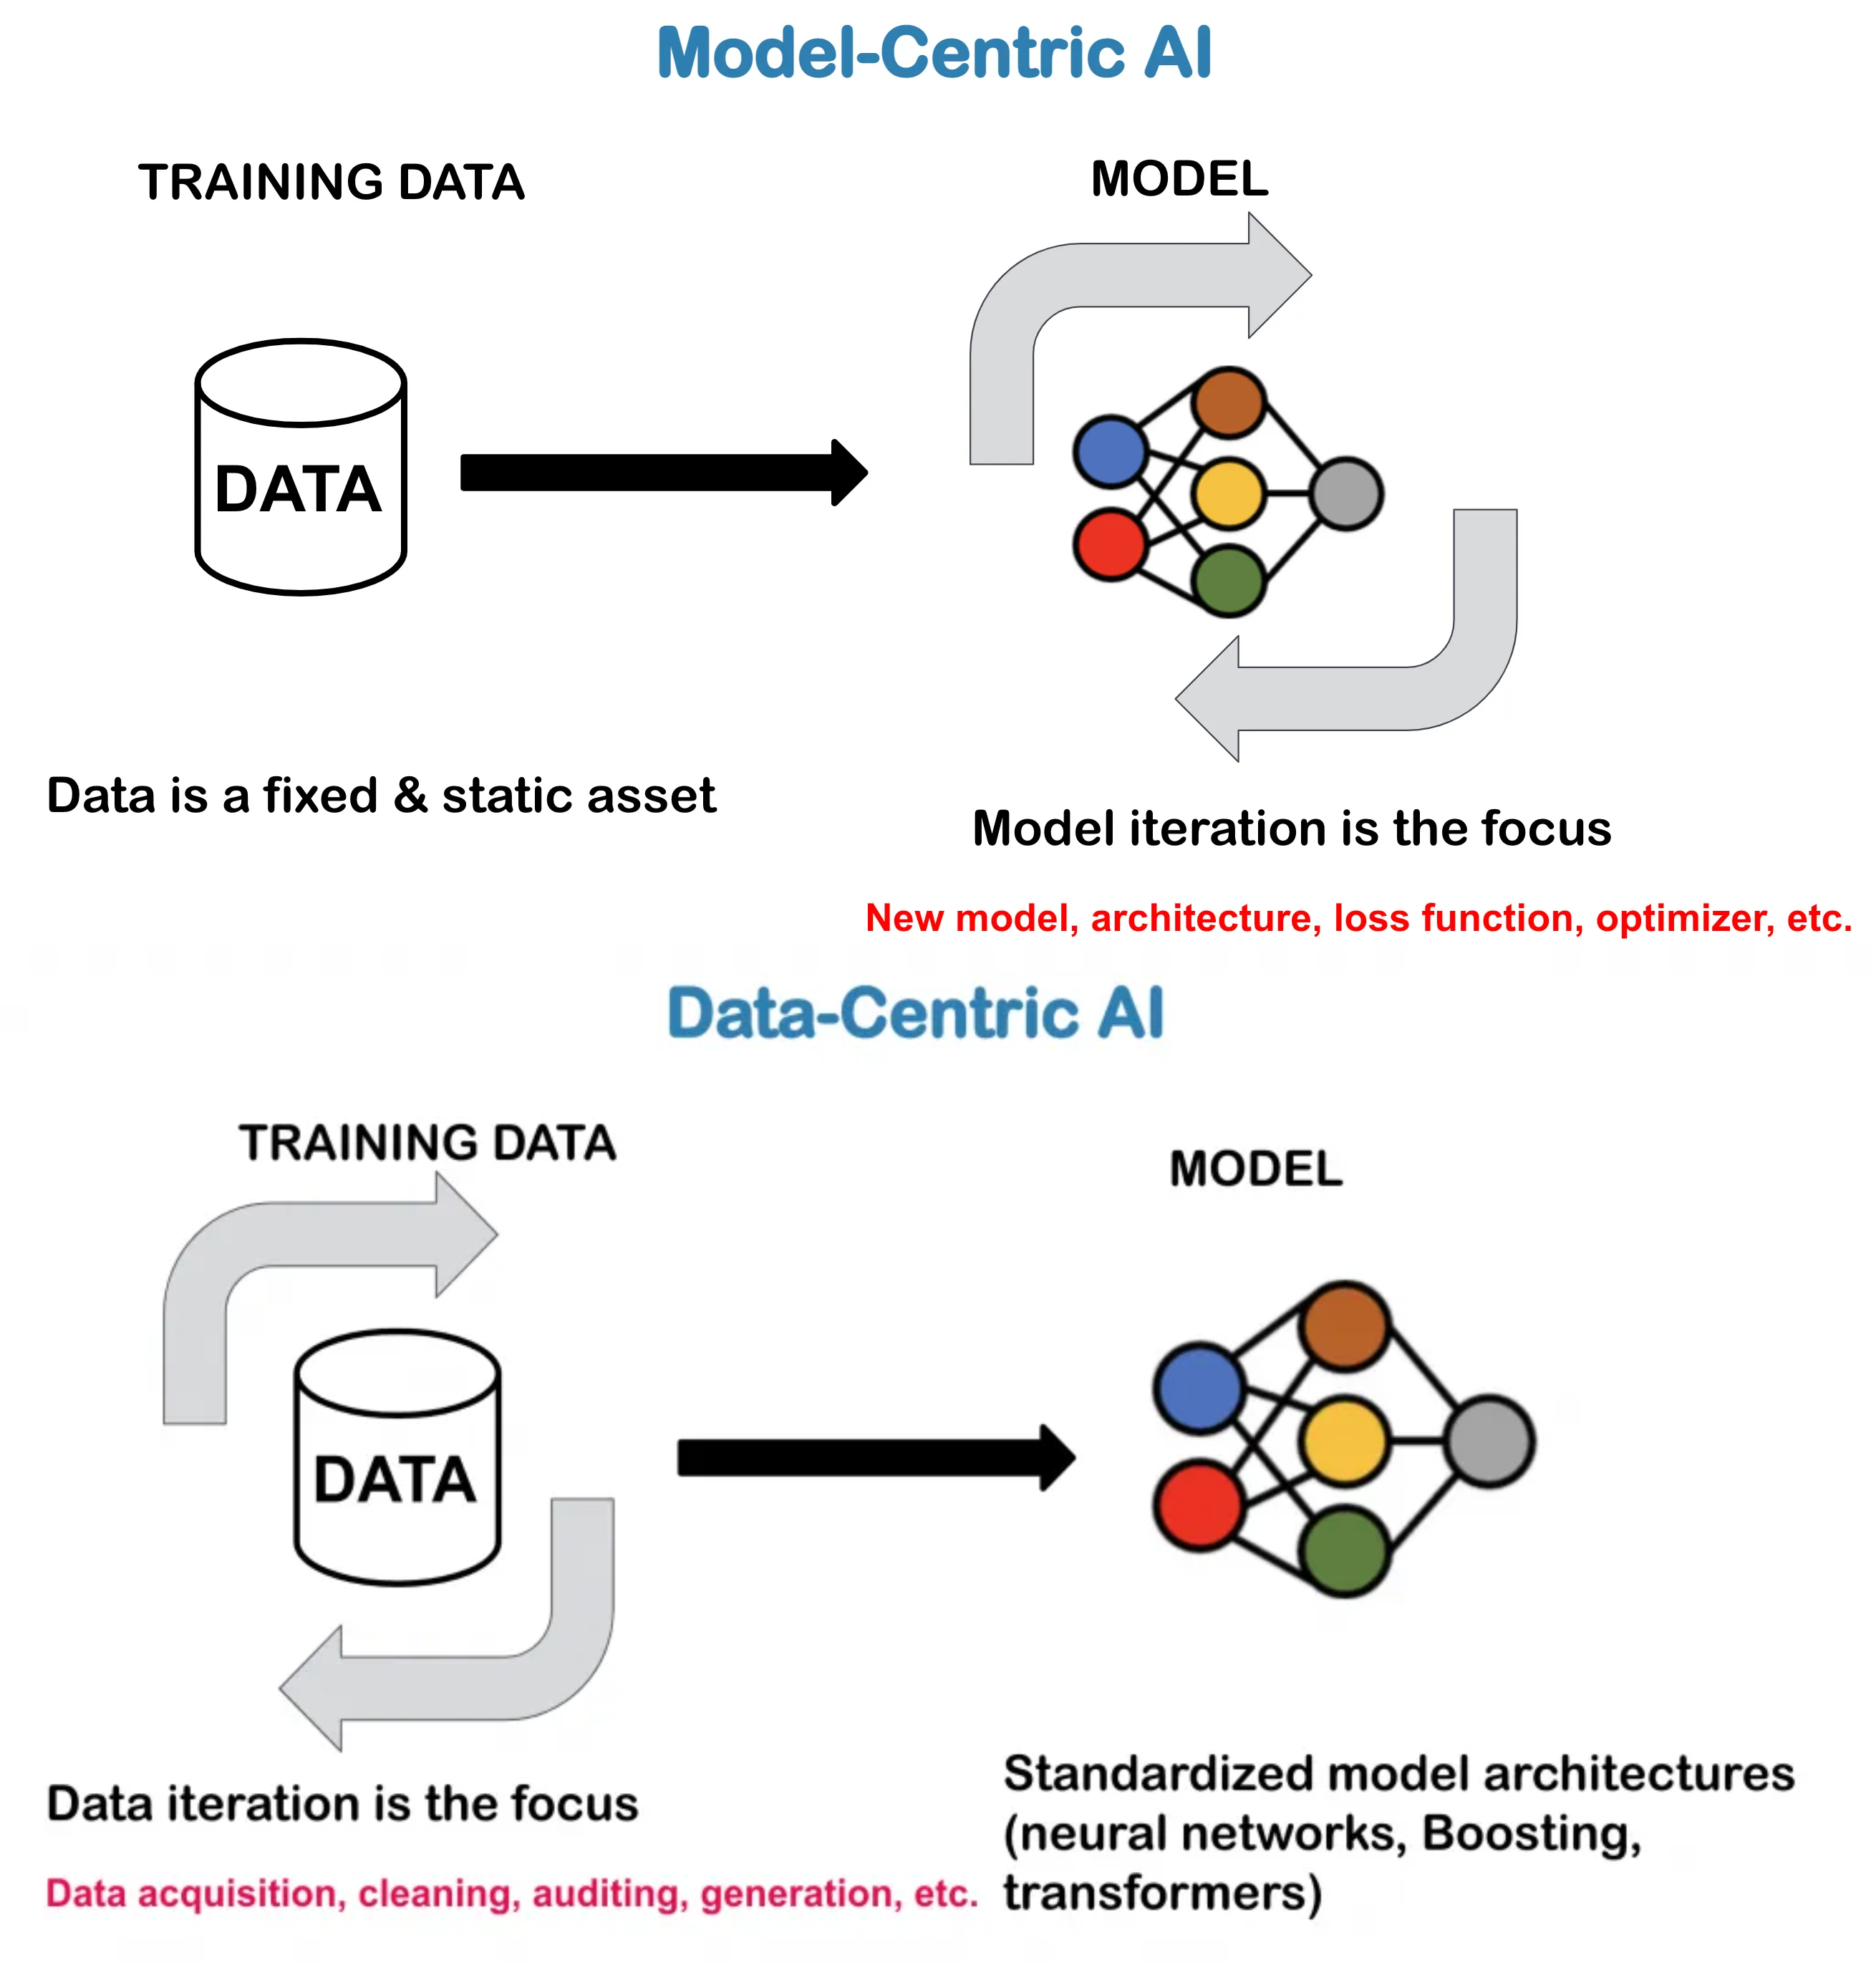 Model-Centric AI
TRAINING DATA
MODEL
DATA
Data is a fixed & static asset
Model iteration is the focus
New model, architecture, loss function, optimizer, etc.
Data-Centric AI
TRAINING DATA
MODEL
DATA
Data iteration is the focus
Data acquisition, cleaning, auditing, generation, etc.
Standardized model architectures
(neural networks, Boosting,
transformers)